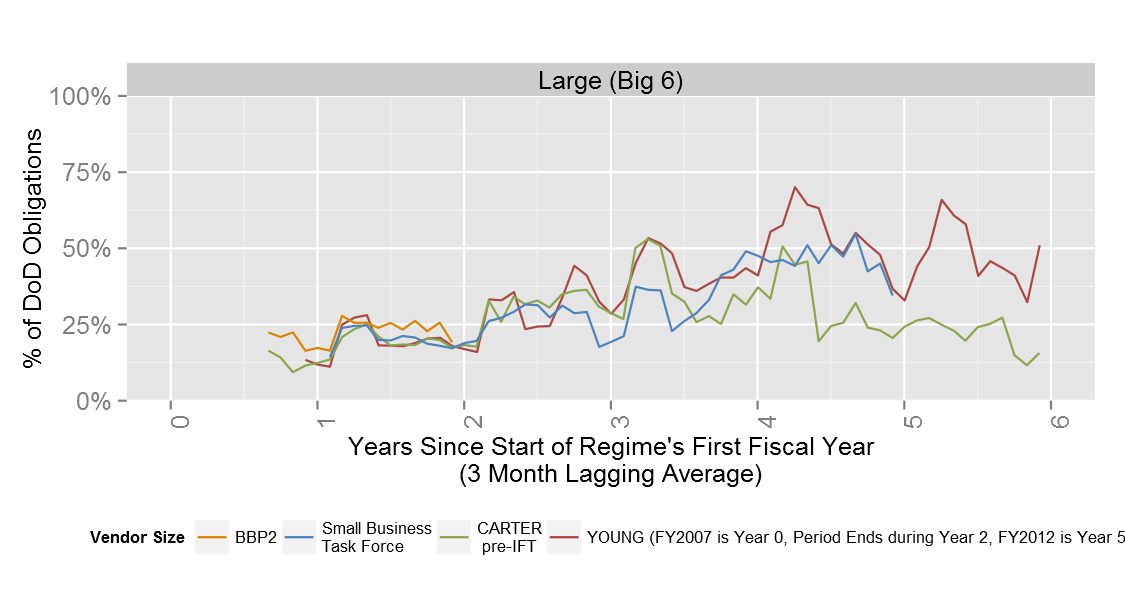 Large (Big 6)
100%
75%
50%
25%
0%
% of DoD Obligations
0 1 2 3 4 5 6
Years Since Start of Regime's First Fiscal Year
(3 Month Lagging Average)
Vendor Size
BBP2
Small Business
Task Force
CARTER
pre-IFT
YOUNG (FY2007 is Year 0, Period Ends during Year 2, FY2012 is Year 5